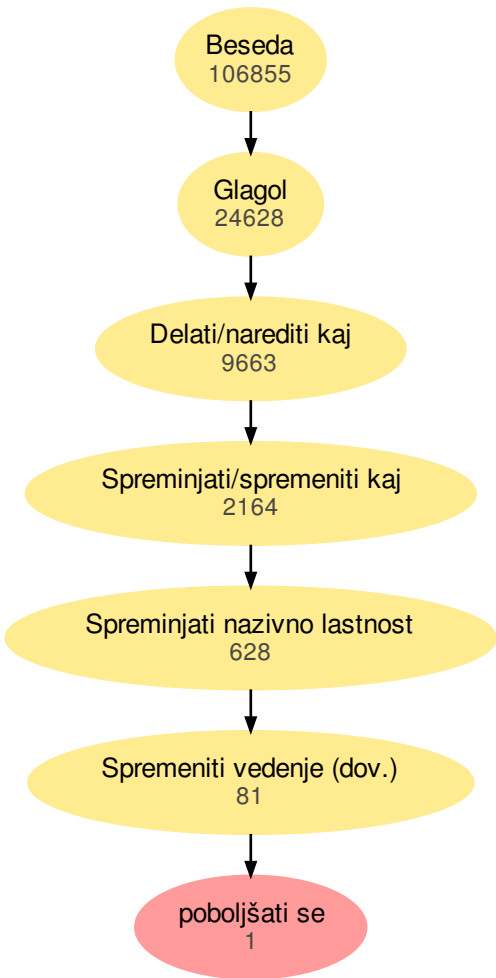 Beseda
106855
Glagol
24628
Delati/narediti kaj
9663
Spreminjati/spremeniti kaj
2164
Spreminjati nazivno lastnost
628
Spremeniti vedenje (dov.)
81
poboljšati se
1